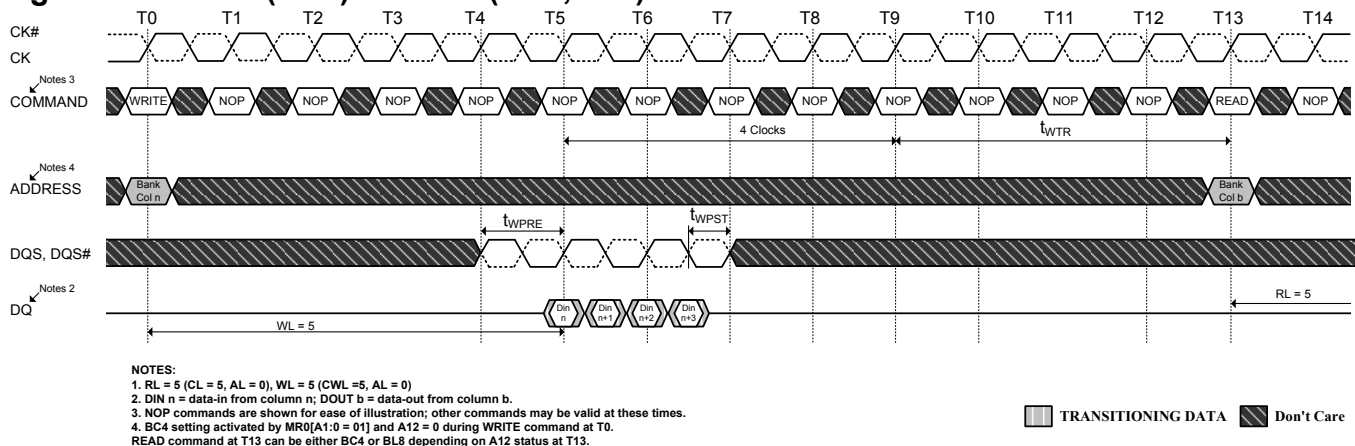 T0 T1 T2 T3 T4 T5 T6 T7 T8 T9 T10 T11 T12 T13 T14
CK#
CK
Notes 3
COMMAND WRITE NOP NOP NOP NOP NOP NOP NOP NOP NOP NOP NOP NOP READ NOP
4 Clocks tWTR
Notes 4
ADDRESS Bank Col n Bank Col b
tWPRE tWPST
DQS, DQS#
Notes 2
DQ Din n Din n+1 Din n+2 Din n+3 RL = 5
WL = 5
NOTES:
1. RL = 5 (CL = 5, AL = 0), WL = 5 (CWL =5, AL = 0)
2. DIN n = data-in from column n; DOUT b = data-out from column b.
3. NOP commands are shown for ease of illustration; other commands may be valid at these times.
4. BC4 setting activated by MR0[A1:0 = 01] and A12 = 0 during WRITE command at T0.
READ command at T13 can be either BC4 or BL8 depending on A12 status at T13.
TRANSITIONING DATA Don't Care